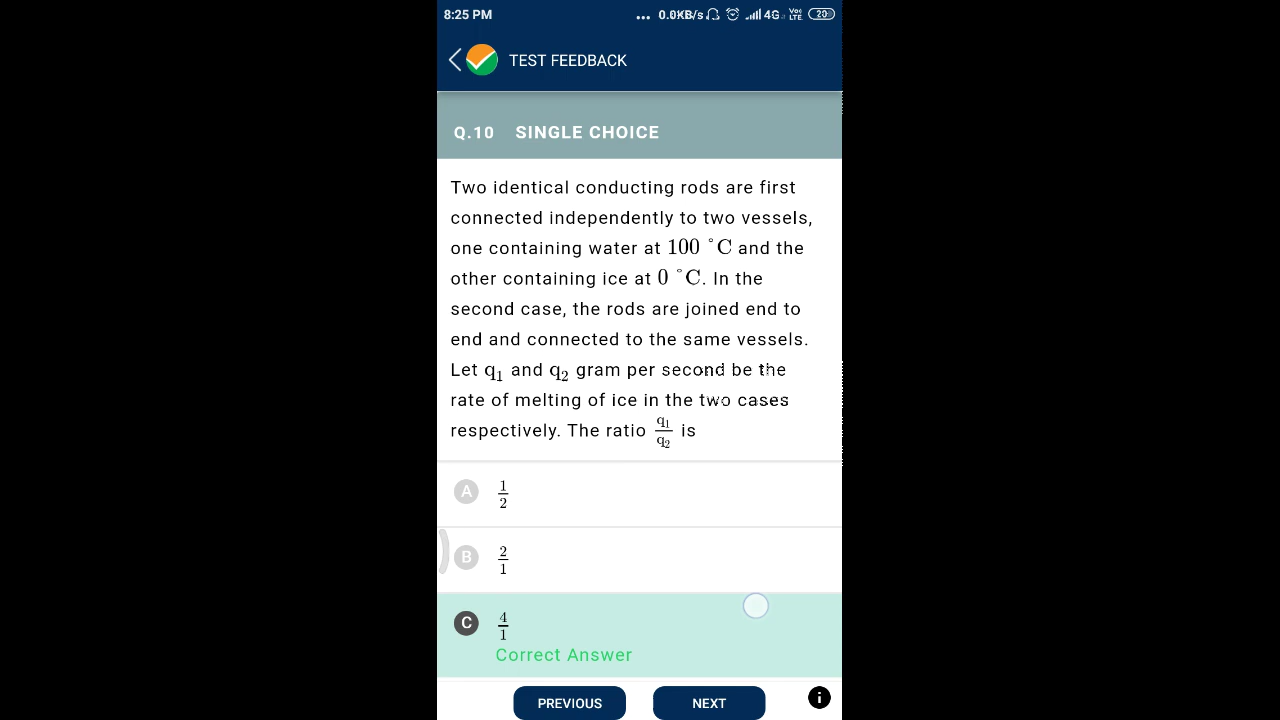 8:25 PM
... 0.0KB/s 4G Vo) LTE 20
TEST FEEDBACK
Q.10 SINGLE CHOICE
Two identical conducting rods are first
connected independently to two vessels,
one containing water at 100 °C and the
other containing ice at 0 °C. In the
second case, the rods are joined end to
end and connected to the same vessels.
Let q₁ and q₂ gram per second be the
rate of melting of ice in the two cases
respectively. The ratio q₁/q₂ is
A 1/2
B 2/1
C 4/1
Correct Answer
PREVIOUS NEXT i